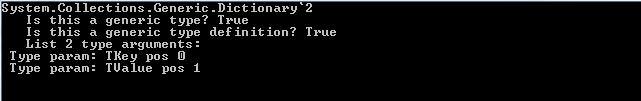 System.Collections.Generic.Dictionary`2
Is this a generic type? True
Is this a generic type definition? True
List 2 type arguments:
Type param: TKey pos 0
Type param: TValue pos 1